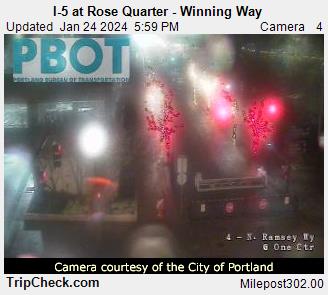 I-5 at Rose Quarter - Winning Way
Updated Jan 24 2024 5:59 PM Camera 4
PBOT
PORTLAND BUREAU OF TRANSPORTATION
4 - N. Ramsey Wy
@ One Ctr
Camera courtesy of the City of Portland
TripCheck.com Milepost302.00